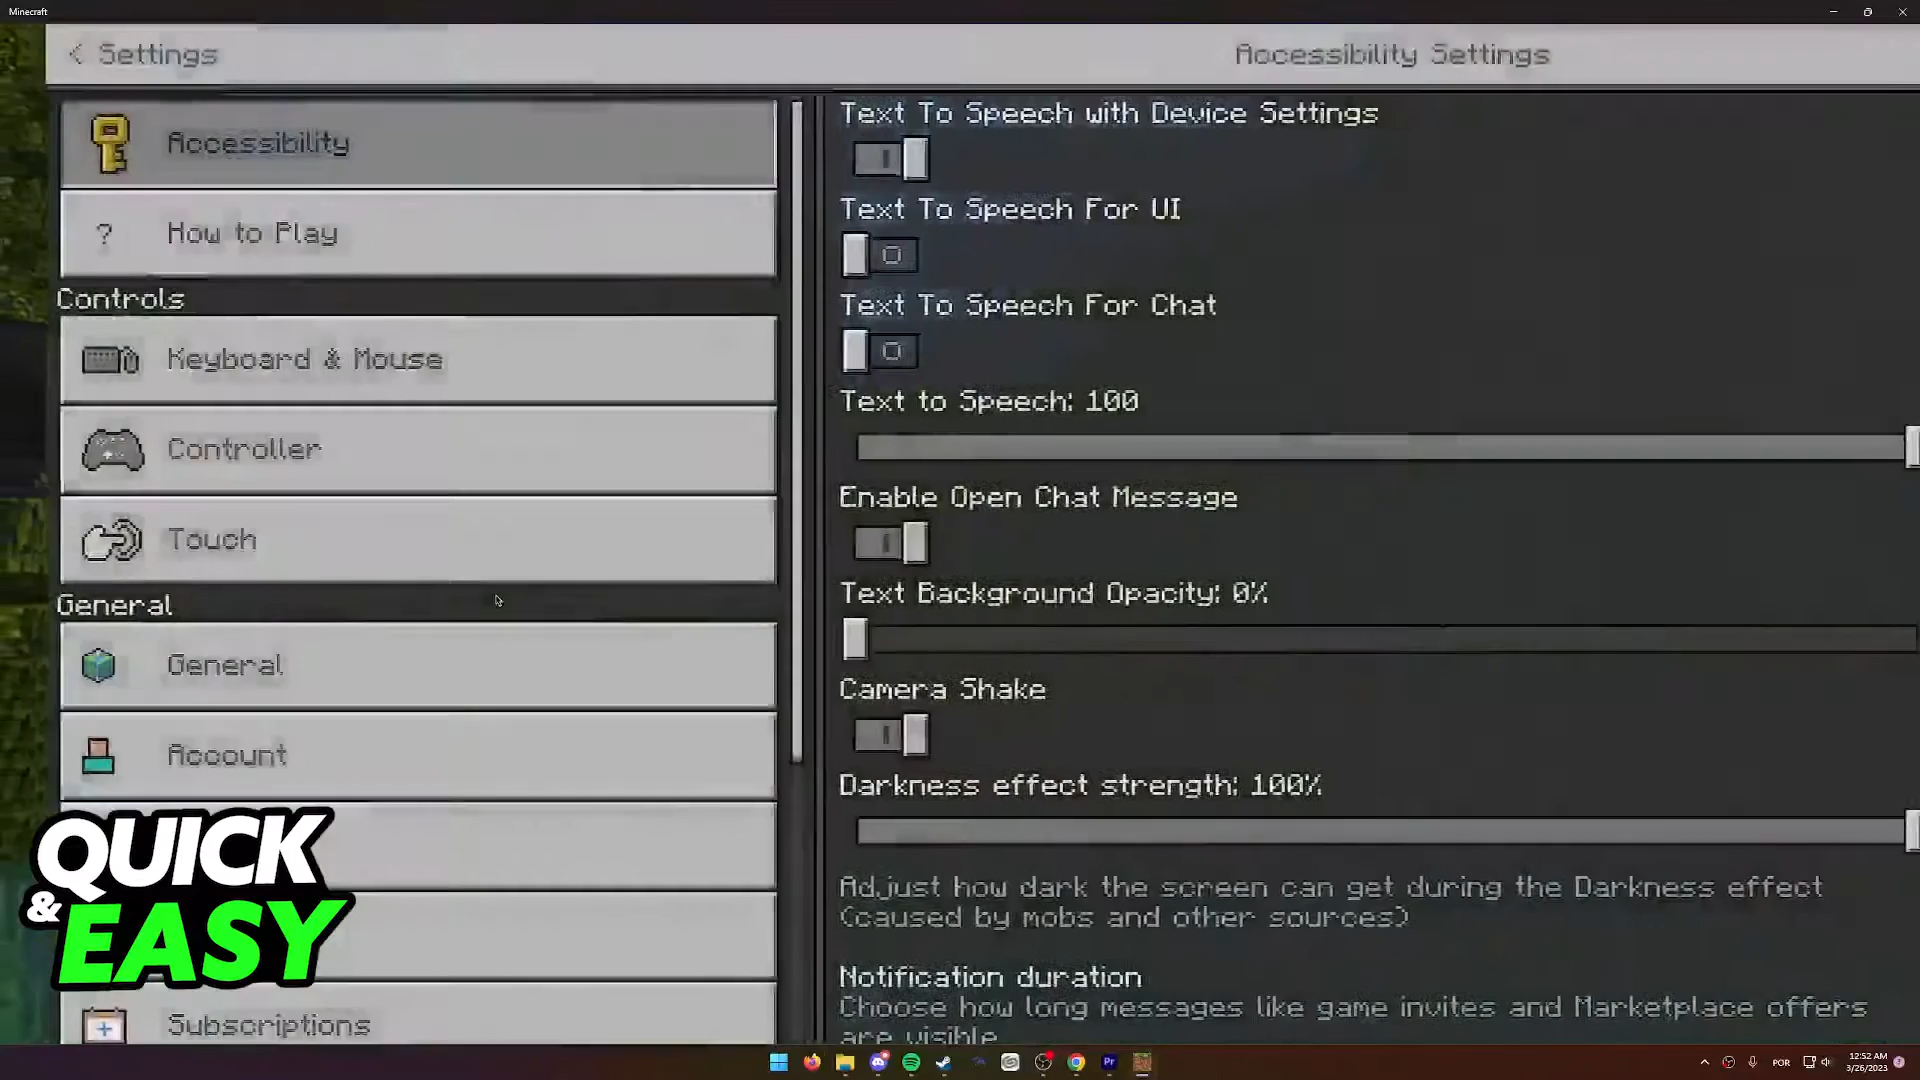 Minecraft
Settings
Accessibility Settings
Accessibility
How to Play
Controls
Keyboard & Mouse
Controller
Touch
General
General
Account
Subscriptions
Text To Speech with Device Settings
Text To Speech For UI
Text To Speech For Chat
Text to Speech: 100
Enable Open Chat Message
Text Background Opacity: 0%
Camera Shake
Darkness effect strength: 100%
Adjust how dark the screen can get during the Darkness effect
(caused by mobs and other sources)
Notification duration
Choose how long messages like game invites and Marketplace offers
are visible
QUICK
& EASY
Pr
POR
12:52 AM
3/26/2023